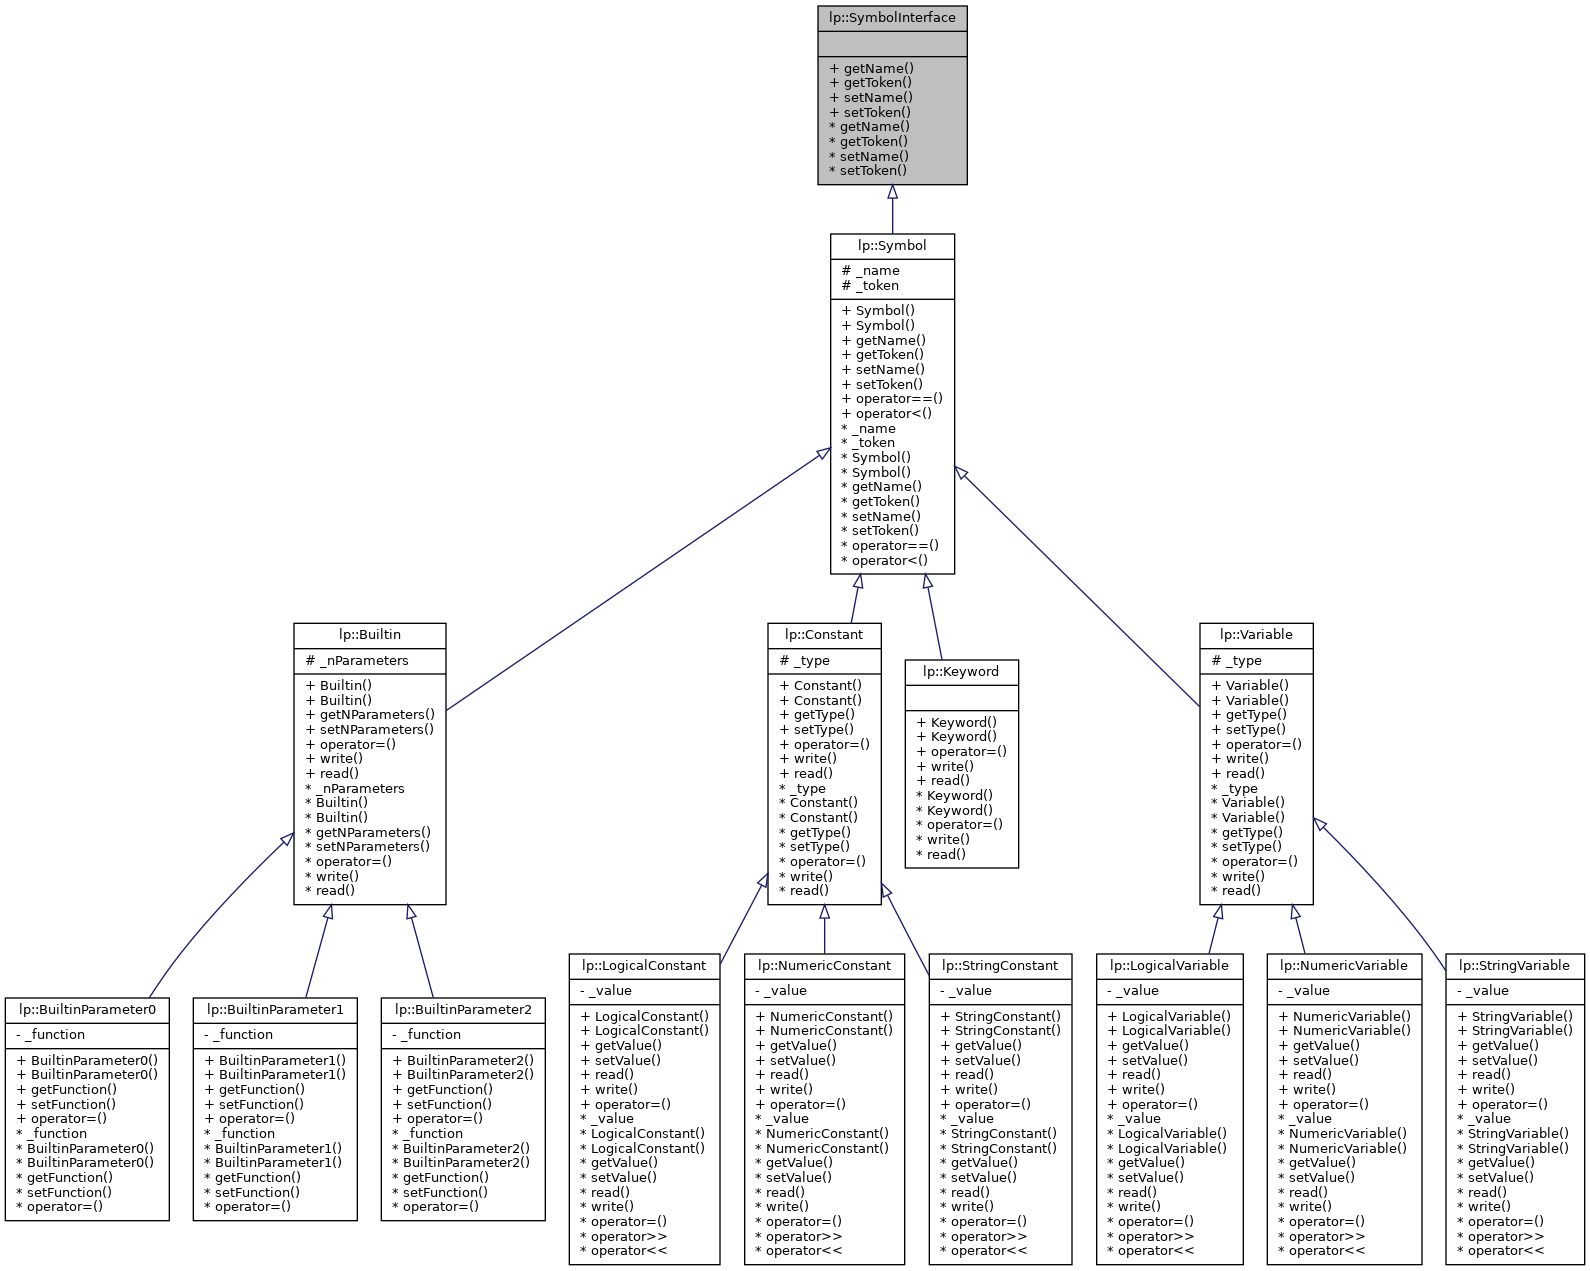 lp::SymbolInterface
+ getName()
+ getToken()
+ setName()
+ setToken()
* getName()
* getToken()
* setName()
* setToken()
lp::Symbol
# _name
# _token
+ Symbol()
+ Symbol()
+ getName()
+ getToken()
+ setName()
+ setToken()
+ operator==()
+ operator<()
* _name
* _token
* Symbol()
* Symbol()
* getName()
* getToken()
* setName()
* setToken()
* operator==()
* operator<()
lp::Builtin
# _nParameters
+ Builtin()
+ Builtin()
+ getNParameters()
+ setNParameters()
+ operator=()
+ write()
+ read()
* _nParameters
* Builtin()
* Builtin()
* getNParameters()
* setNParameters()
* operator=()
* write()
* read()
lp::Constant
# _type
+ Constant()
+ Constant()
+ getType()
+ setType()
+ operator=()
+ write()
+ read()
* _type
* Constant()
* Constant()
* getType()
* setType()
* operator=()
* write()
* read()
lp::Keyword
+ Keyword()
+ Keyword()
+ operator=()
+ write()
+ read()
* Keyword()
* Keyword()
* operator=()
* write()
* read()
lp::Variable
# _type
+ Variable()
+ Variable()
+ getType()
+ setType()
+ operator=()
+ write()
+ read()
* _type
* Variable()
* Variable()
* getType()
* setType()
* operator=()
* write()
* read()
lp::BuiltinParameter0
- _function
+ BuiltinParameter0()
+ BuiltinParameter0()
+ getFunction()
+ setFunction()
+ operator=()
* _function
* BuiltinParameter0()
* BuiltinParameter0()
* getFunction()
* setFunction()
* operator=()
lp::BuiltinParameter1
- _function
+ BuiltinParameter1()
+ BuiltinParameter1()
+ getFunction()
+ setFunction()
+ operator=()
* _function
* BuiltinParameter1()
* BuiltinParameter1()
* getFunction()
* setFunction()
* operator=()
lp::BuiltinParameter2
- _function
+ BuiltinParameter2()
+ BuiltinParameter2()
+ getFunction()
+ setFunction()
+ operator=()
* _function
* BuiltinParameter2()
* BuiltinParameter2()
* getFunction()
* setFunction()
* operator=()
lp::LogicalConstant
- _value
+ LogicalConstant()
+ LogicalConstant()
+ getValue()
+ setValue()
+ read()
+ write()
+ operator=()
* _value
* LogicalConstant()
* LogicalConstant()
* getValue()
* setValue()
* read()
* write()
* operator=()
* operator>>
* operator<<
lp::NumericConstant
- _value
+ NumericConstant()
+ NumericConstant()
+ getValue()
+ setValue()
+ read()
+ write()
+ operator=()
* _value
* NumericConstant()
* NumericConstant()
* getValue()
* setValue()
* read()
* write()
* operator=()
* operator>>
* operator<<
lp::StringConstant
- _value
+ StringConstant()
+ StringConstant()
+ getValue()
+ setValue()
+ read()
+ write()
+ operator=()
* _value
* StringConstant()
* StringConstant()
* getValue()
* setValue()
* read()
* write()
* operator=()
* operator>>
* operator<<
lp::LogicalVariable
- _value
+ LogicalVariable()
+ LogicalVariable()
+ getValue()
+ setValue()
+ read()
+ write()
+ operator=()
* _value
* LogicalVariable()
* LogicalVariable()
* getValue()
* setValue()
* read()
* write()
* operator=()
* operator>>
* operator<<
lp::NumericVariable
- _value
+ NumericVariable()
+ NumericVariable()
+ getValue()
+ setValue()
+ read()
+ write()
+ operator=()
* _value
* NumericVariable()
* NumericVariable()
* getValue()
* setValue()
* read()
* write()
* operator=()
* operator>>
* operator<<
lp::StringVariable
- _value
+ StringVariable()
+ StringVariable()
+ getValue()
+ setValue()
+ read()
+ write()
+ operator=()
* _value
* StringVariable()
* StringVariable()
* getValue()
* setValue()
* read()
* write()
* operator=()
* operator>>
* operator<<